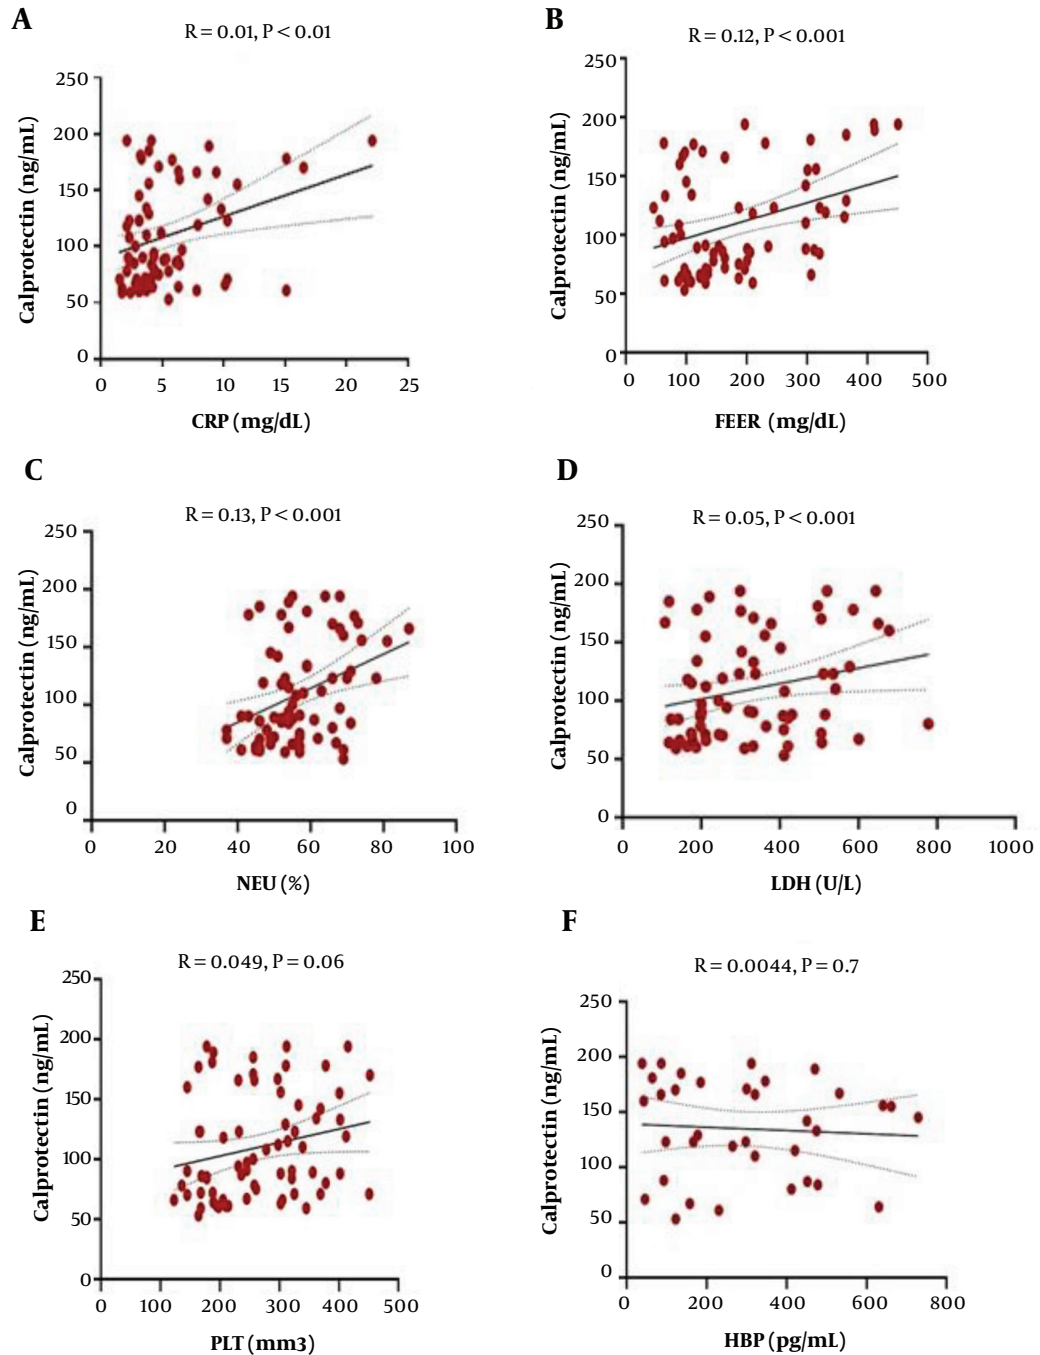 A
R = 0.01, P < 0.01
250
200
150
100
50
0
0 5 10 15 20 25
Calprotectin (ng/mL)
CRP (mg/dL)
B
R = 0.12, P < 0.001
250
200
150
100
50
0
0 100 200 300 400 500
Calprotectin (ng/mL)
FEER (mg/dL)
C
R = 0.13, P < 0.001
250
200
150
100
50
0
0 20 40 60 80 100
Calprotectin (ng/mL)
NEU (%)
D
R = 0.05, P < 0.001
250
200
150
100
50
0
0 200 400 600 800 1000
Calprotectin (ng/mL)
LDH (U/L)
E
R = 0.049, P = 0.06
250
200
150
100
50
0
0 100 200 300 400 500
Calprotectin (ng/mL)
PLT (mm3)
F
R = 0.0044, P = 0.7
250
200
150
100
50
0
0 200 400 600 800
Calprotectin (ng/mL)
HBP (pg/mL)